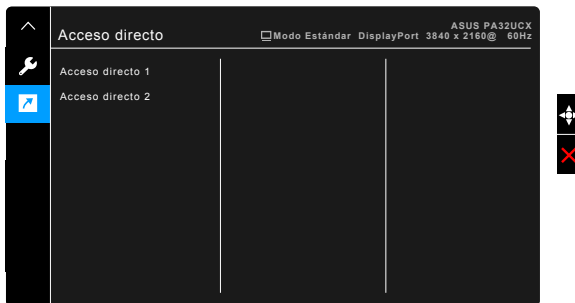 ASUS PA32UCX
Acceso directo
Modo Estándar DisplayPort 3840 x 2160@ 60Hz
Acceso directo 1
Acceso directo 2